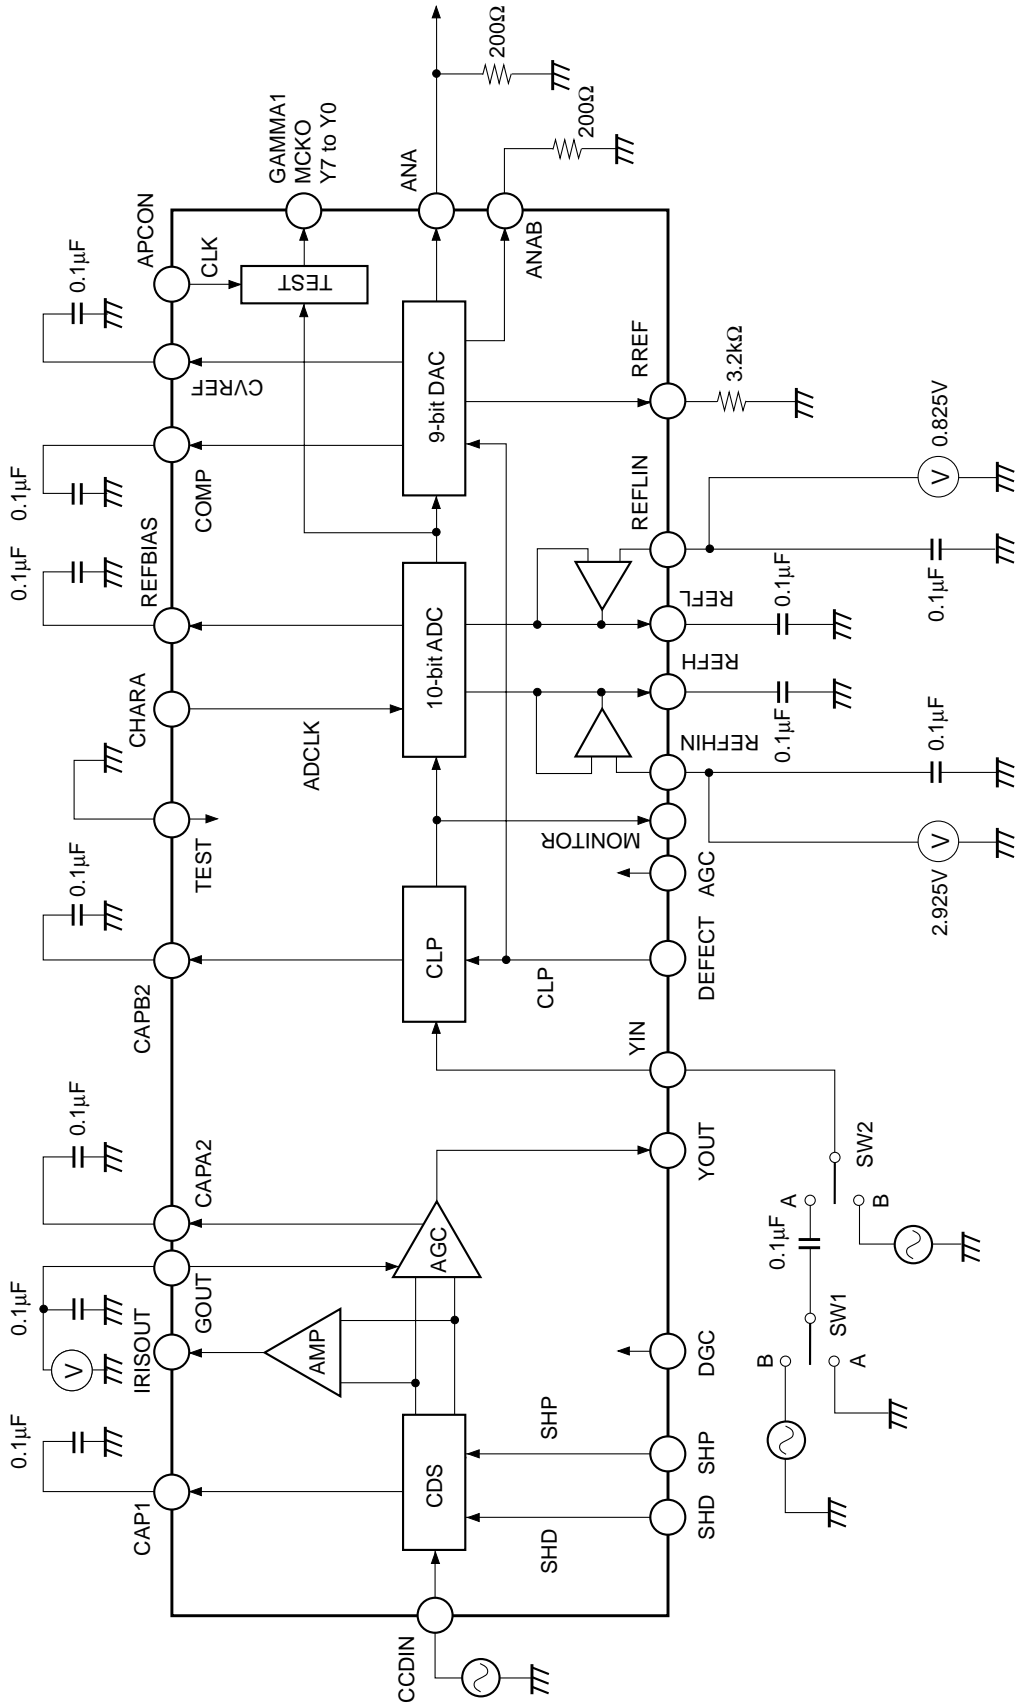 CCDIN
CAP1
0.1µF
IRISOUT
0.1µF
GOUT
V
CAPA2
0.1µF
CAPB2
0.1µF
TEST
CHARA
REFBIAS
0.1µF
COMP
0.1µF
CVREF
0.1µF
APCON
CLK
TEST
GAMMA1
MCKO
Y7 to Y0
CDS
AMP
AGC
CLP
10-bit ADC
9-bit DAC
ADCLK
ANA
200Ω
ANAB
200Ω
SHD
SHP
CLP
SHD
SHP
DGC
YOUT
YIN
DEFECT
AGC
MONITOR
REFHIN
REFH
REFL
REFLIN
RREF
3.2kΩ
0.1µF
0.1µF
0.1µF
0.1µF
V
2.925V
V
0.825V
B
A
SW1
0.1µF
A
B
SW2